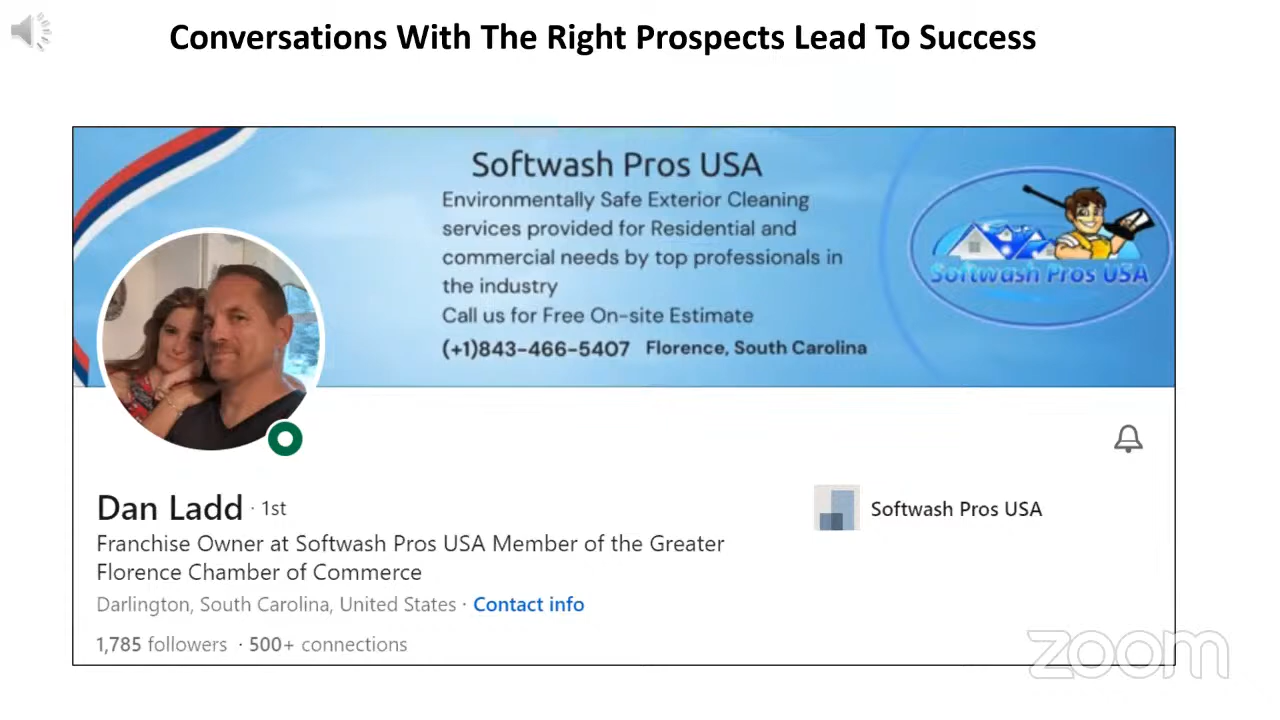 Conversations With The Right Prospects Lead To Success
Softwash Pros USA
Environmentally Safe Exterior Cleaning
services provided for Residential and
commercial needs by top professionals in
the industry
Call us for Free On-site Estimate
(+1)843-466-5407 Florence, South Carolina
Softwash Pros USA
Dan Ladd · 1st
Softwash Pros USA
Franchise Owner at Softwash Pros USA Member of the Greater
Florence Chamber of Commerce
Darlington, South Carolina, United States · Contact info
1,785 followers · 500+ connections
zoom